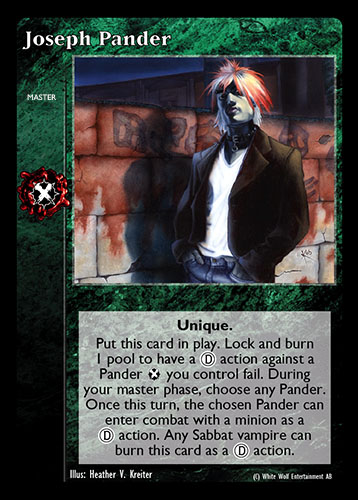 Joseph Pander
MASTER
Unique.
Put this card in play. Lock and burn
1 pool to have a Ⓓ action against a
Pander you control fail. During
your master phase, choose any Pander.
Once this turn, the chosen Pander can
enter combat with a minion as a
Ⓓ action. Any Sabbat vampire can
burn this card as a Ⓓ action.
Illus: Heather V. Kreiter
(C) White Wolf Entertainment AB